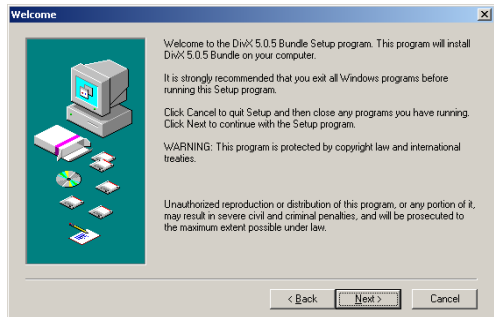 Welcome
Welcome to the DivX 5.0.5 Bundle Setup program. This program will install
DivX 5.0.5 Bundle on your computer.
It is strongly recommended that you exit all Windows programs before
running this Setup program.
Click Cancel to quit Setup and then close any programs you have running.
Click Next to continue with the Setup program.
WARNING: This program is protected by copyright law and international
treaties.
Unauthorized reproduction or distribution of this program, or any portion of it,
may result in severe civil and criminal penalties, and will be prosecuted to
the maximum extent possible under law.
< Back Next > Cancel